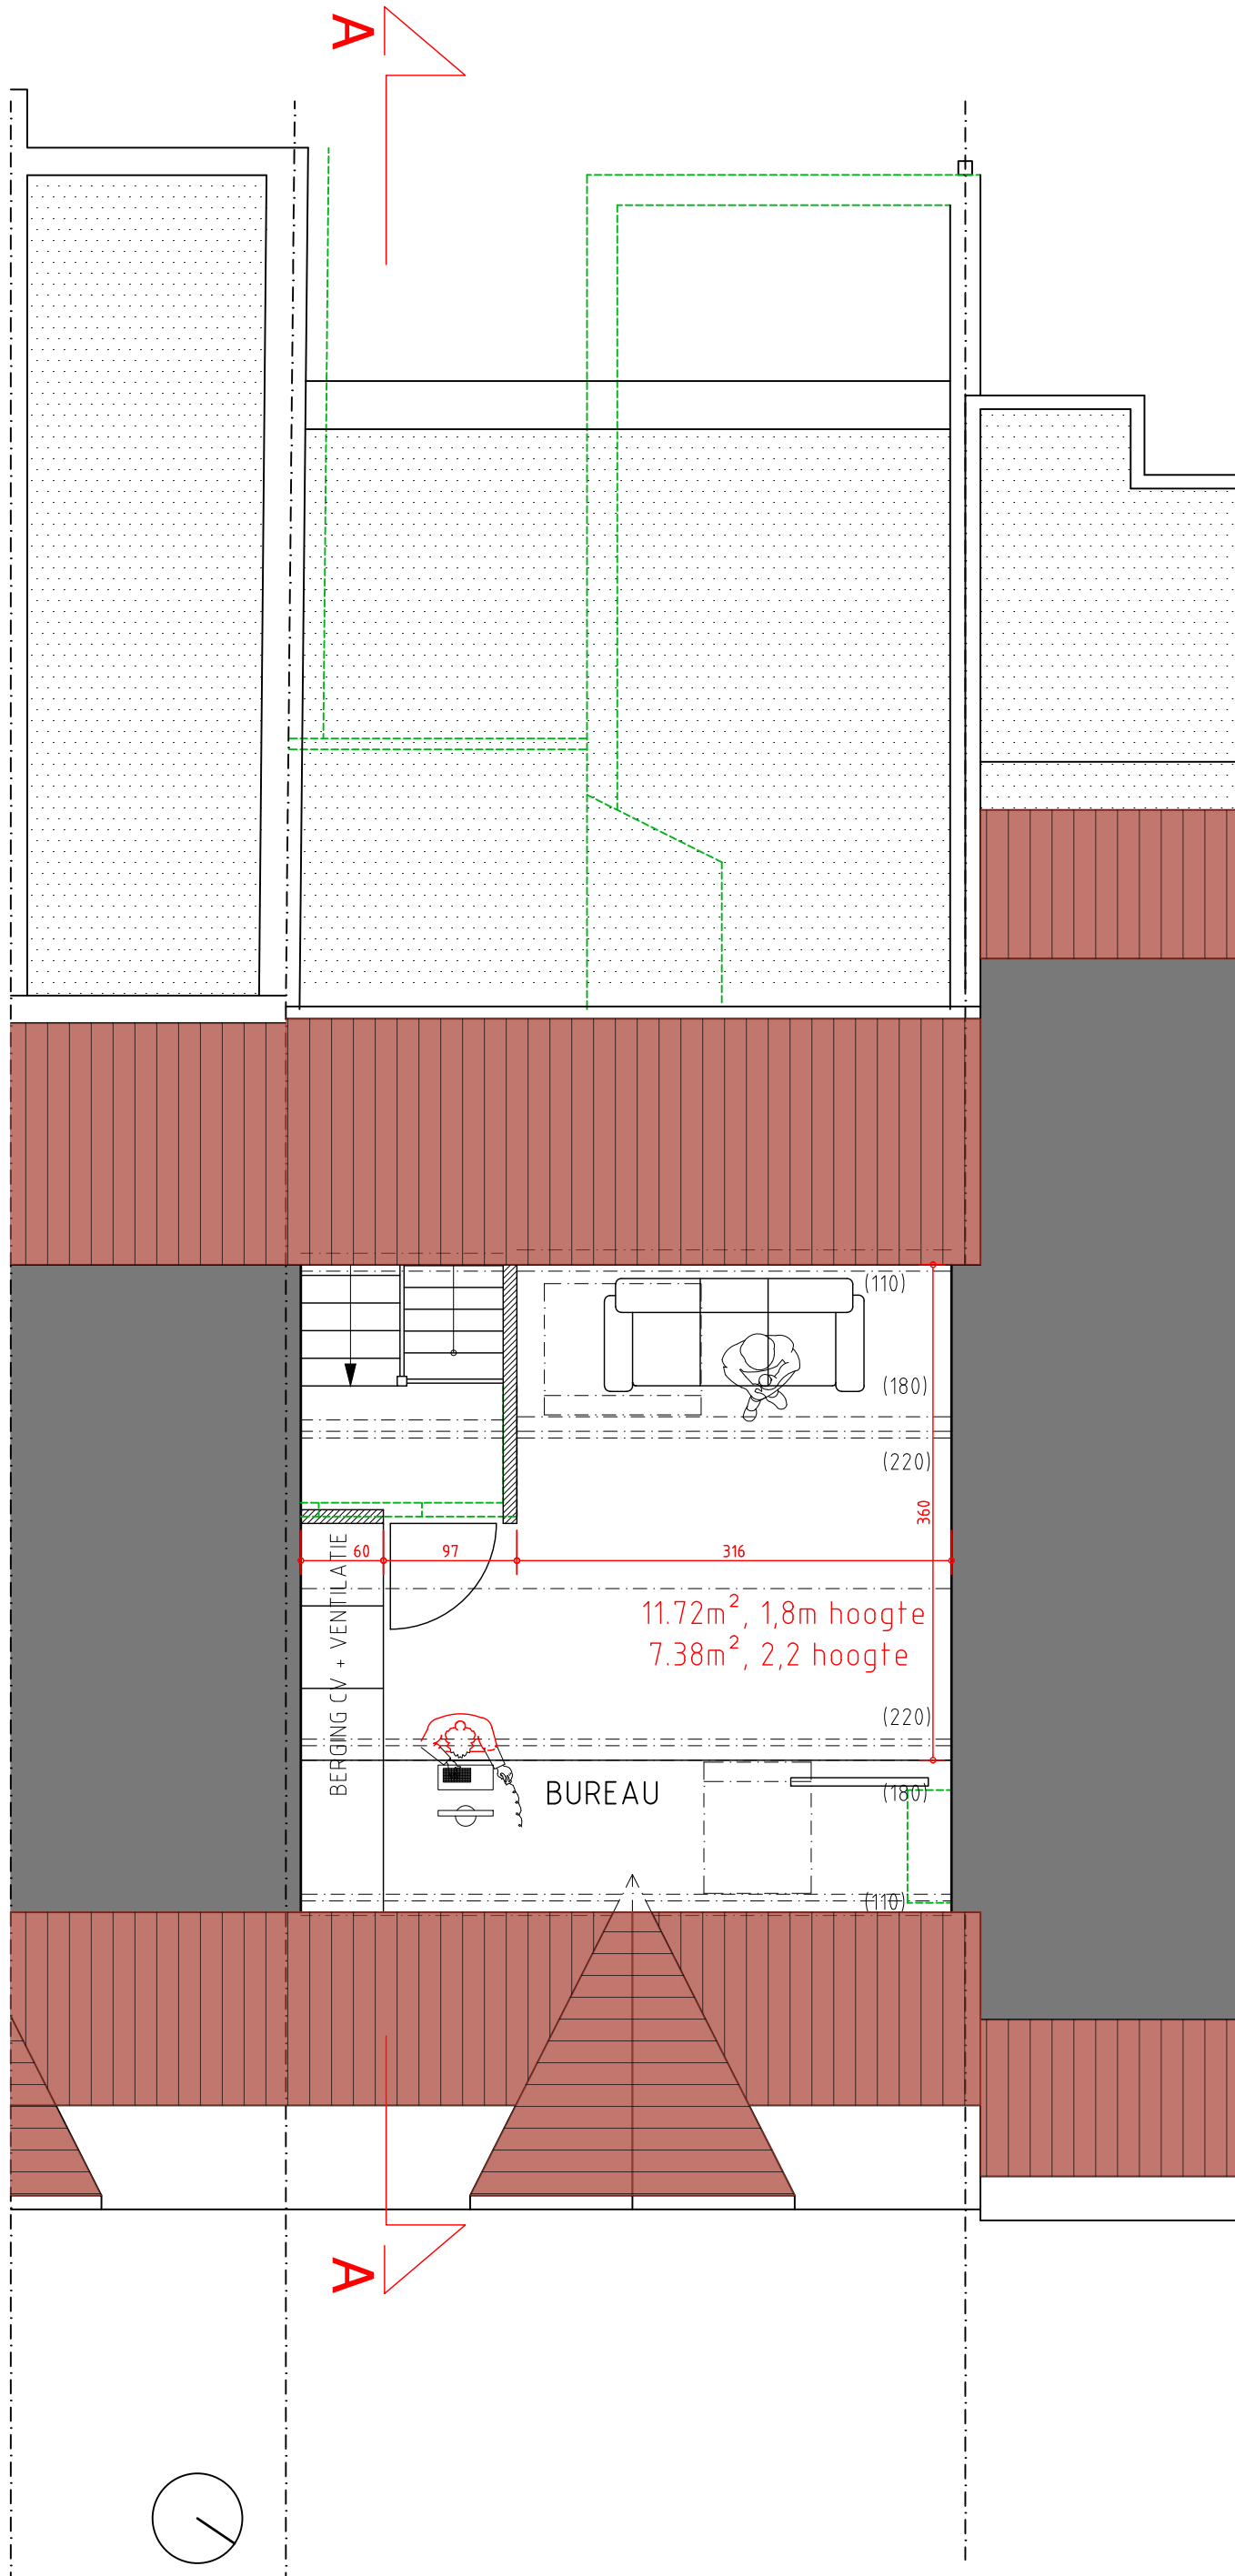 A
(110)
(180)
(220)
360
60
97
316
BERGING CV + VENTILATIE
11.72m², 1,8m hoogte
7.38m², 2,2 hoogte
(220)
BUREAU
(180)
(110)
A